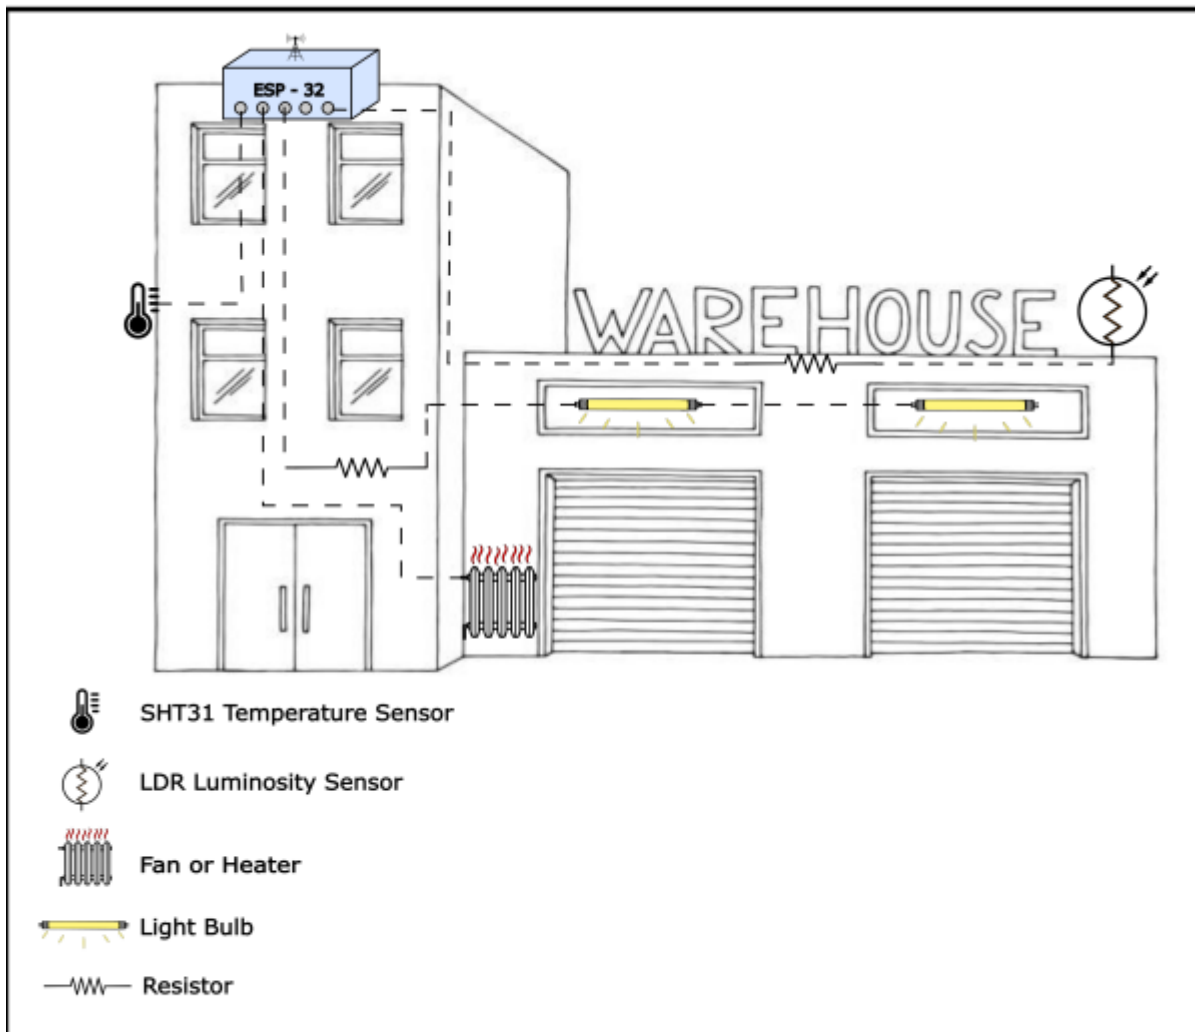 ESP - 32
WAREHOUSE
SHT31 Temperature Sensor
LDR Luminosity Sensor
Fan or Heater
Light Bulb
Resistor